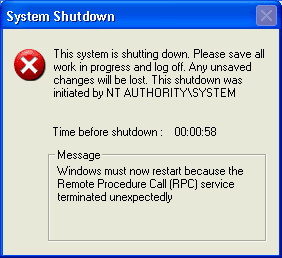 System Shutdown
This system is shutting down. Please save all
work in progress and log off. Any unsaved
changes will be lost. This shutdown was
initiated by NT AUTHORITY\SYSTEM
Time before shutdown : 00:00:58
Message
Windows must now restart because the
Remote Procedure Call (RPC) service
terminated unexpectedly